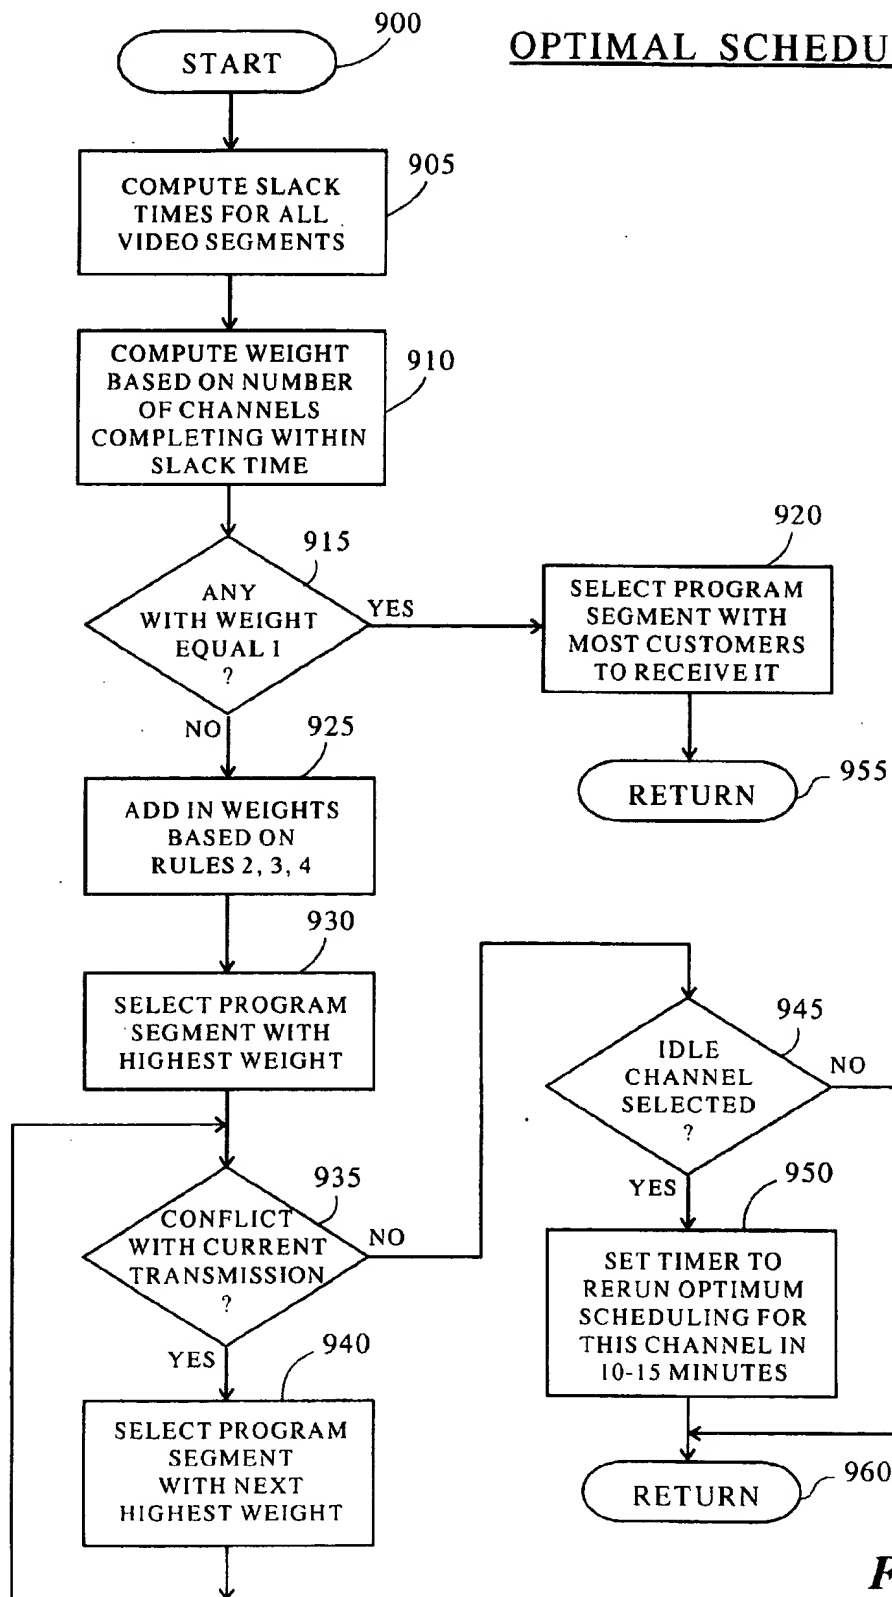 OPTIMAL SCHEDU
900
START
905
COMPUTE SLACK
TIMES FOR ALL
VIDEO SEGMENTS
910
COMPUTE WEIGHT
BASED ON NUMBER
OF CHANNELS
COMPLETING WITHIN
SLACK TIME
915
ANY
WITH WEIGHT
EQUAL 1
?
YES
NO
920
SELECT PROGRAM
SEGMENT WITH
MOST CUSTOMERS
TO RECEIVE IT
RETURN
955
925
ADD IN WEIGHTS
BASED ON
RULES 2, 3, 4
930
SELECT PROGRAM
SEGMENT WITH
HIGHEST WEIGHT
935
CONFLICT
WITH CURRENT
TRANSMISSION
?
NO
YES
940
SELECT PROGRAM
SEGMENT
WITH NEXT
HIGHEST WEIGHT
945
IDLE
CHANNEL
SELECTED
?
NO
YES
950
SET TIMER TO
RERUN OPTIMUM
SCHEDULING FOR
THIS CHANNEL IN
10-15 MINUTES
RETURN
960
F